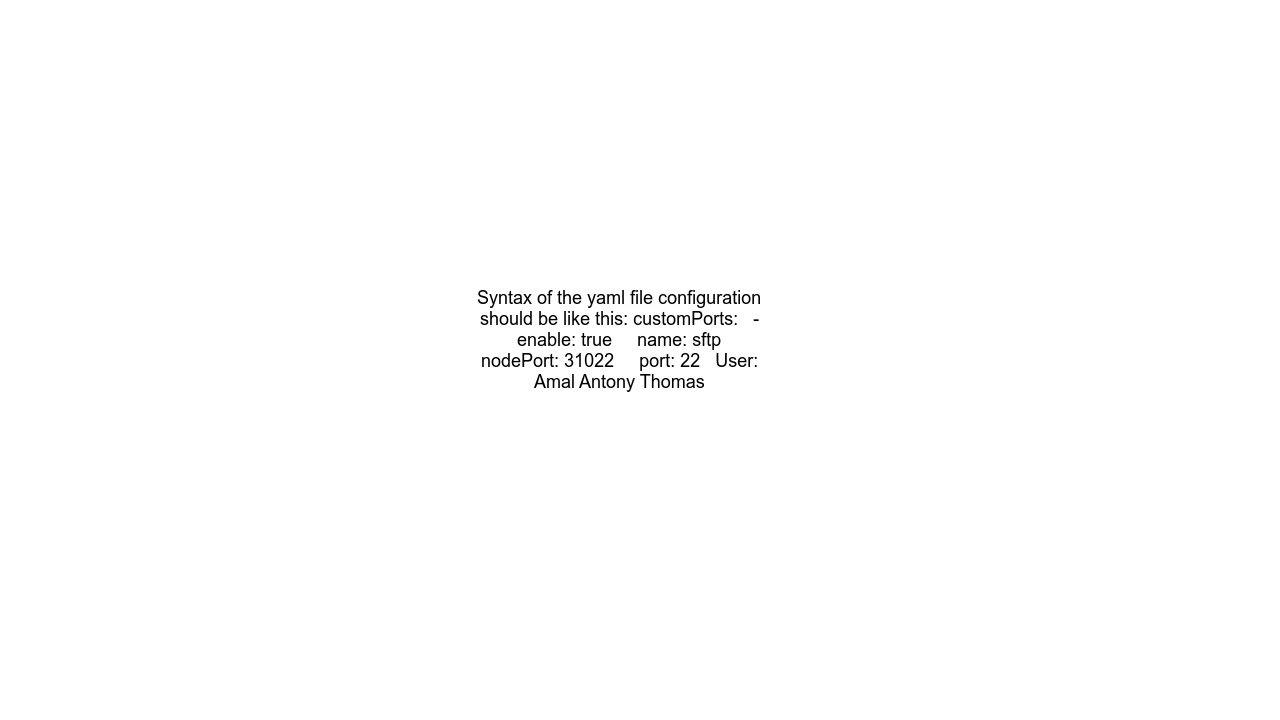 Syntax of the yaml file configuration
should be like this: customPorts:   -
enable: true     name: sftp
nodePort: 31022     port: 22   User:
Amal Antony Thomas